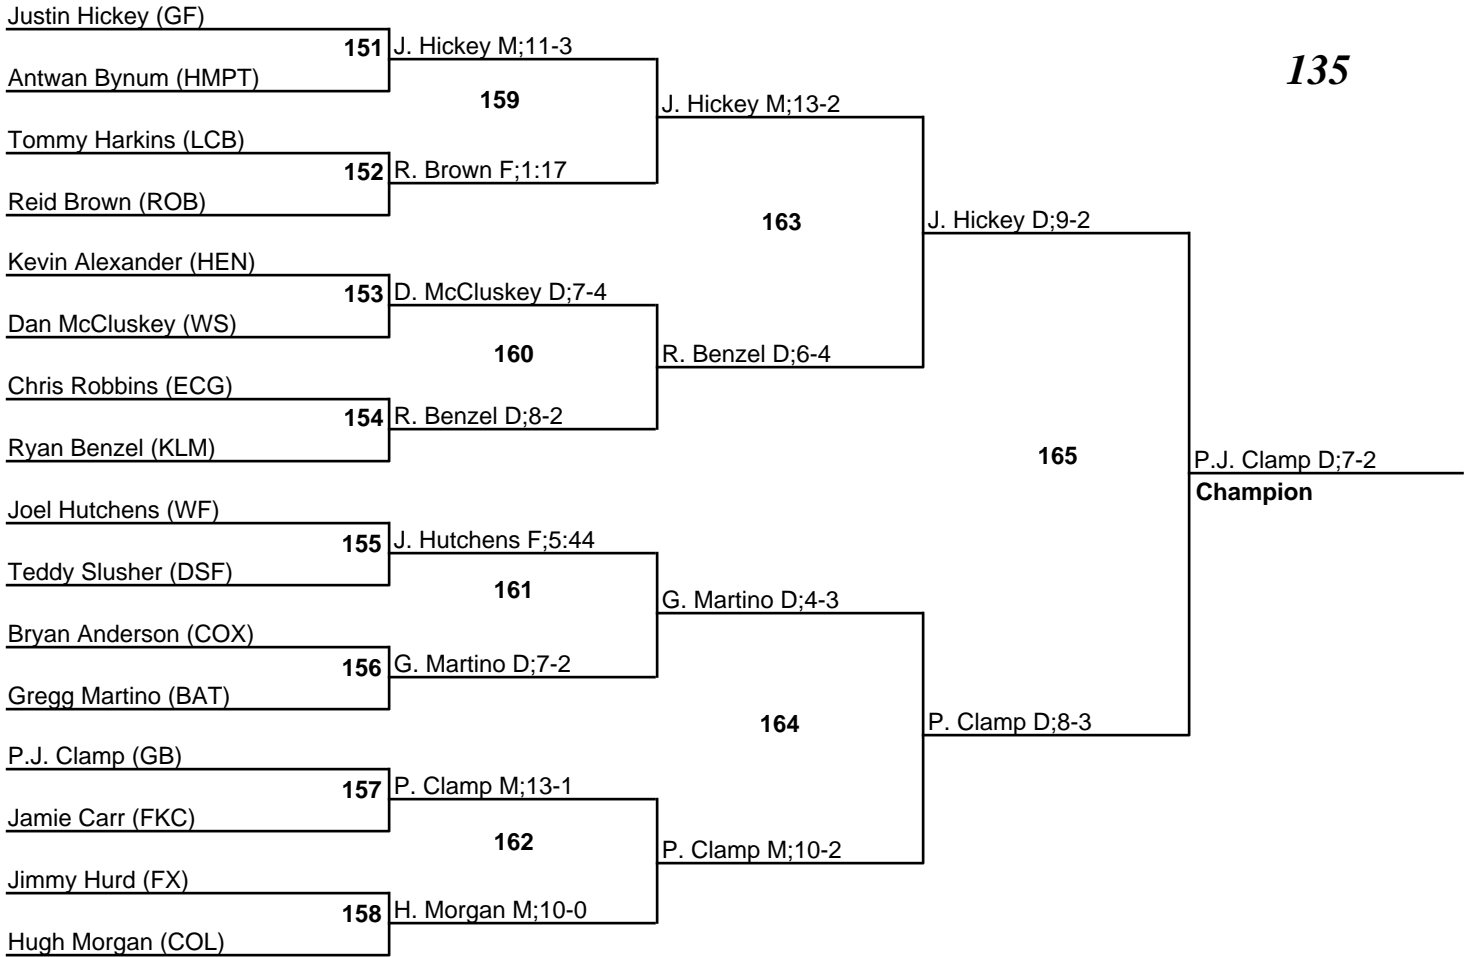 Justin Hickey (GF)
151 J. Hickey M;11-3
135
Antwan Bynum (HMPT)
159
J. Hickey M;13-2
Tommy Harkins (LCB)
152 R. Brown F;1:17
Reid Brown (ROB)
163
J. Hickey D;9-2
Kevin Alexander (HEN)
153 D. McCluskey D;7-4
Dan McCluskey (WS)
160
R. Benzel D;6-4
Chris Robbins (ECG)
154 R. Benzel D;8-2
Ryan Benzel (KLM)
165
P.J. Clamp D;7-2
Champion
Joel Hutchens (WF)
155 J. Hutchens F;5:44
Teddy Slusher (DSF)
161
G. Martino D;4-3
Bryan Anderson (COX)
156 G. Martino D;7-2
Gregg Martino (BAT)
164
P. Clamp D;8-3
P.J. Clamp (GB)
157 P. Clamp M;13-1
Jamie Carr (FKC)
162
P. Clamp M;10-2
Jimmy Hurd (FX)
158 H. Morgan M;10-0
Hugh Morgan (COL)